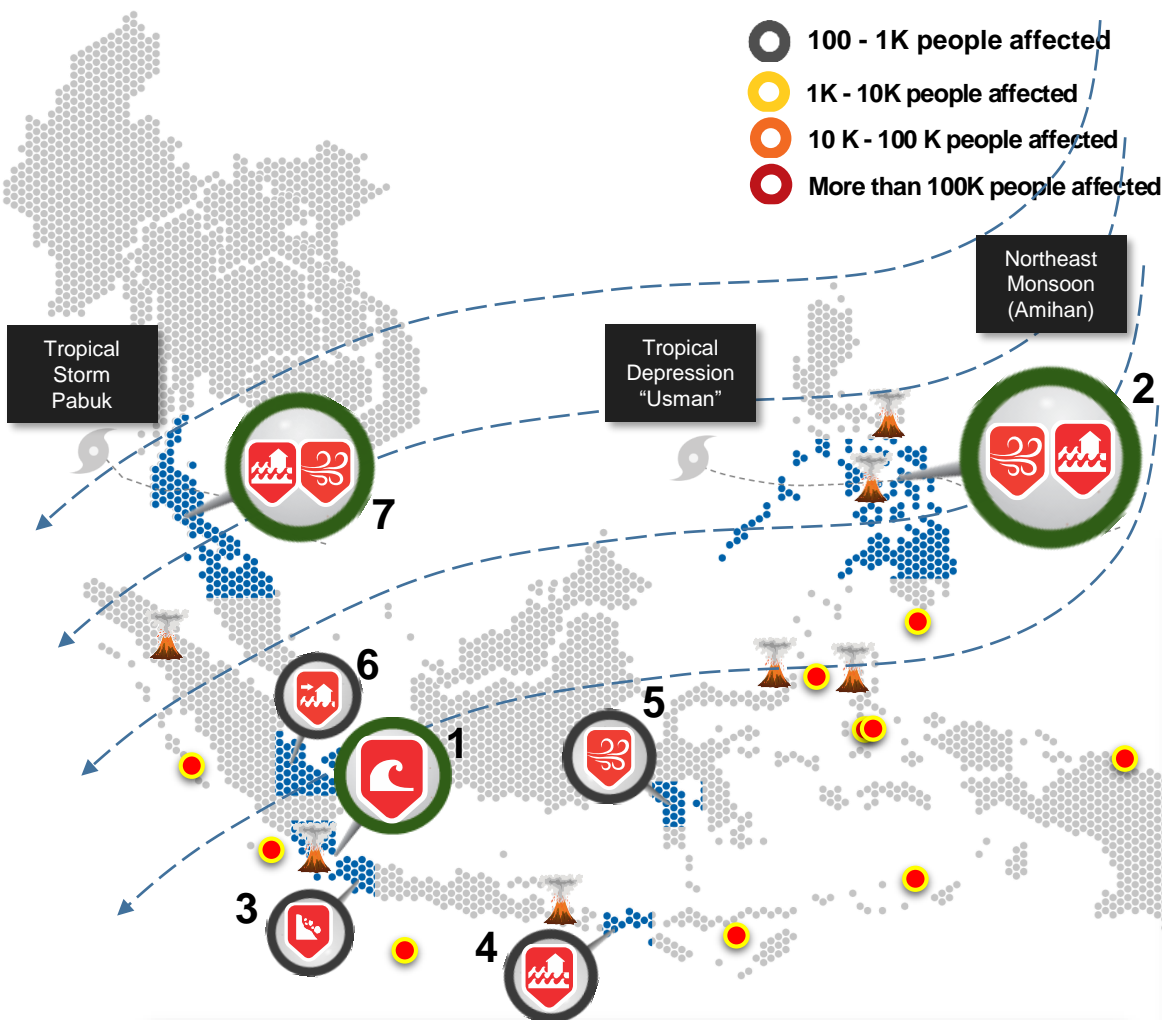 100 - 1K people affected
1K - 10K people affected
10 K - 100 K people affected
More than 100K people affected
Northeast
Monsoon
(Amihan)
Tropical
Storm
Pabuk
Tropical
Depression
“Usman”
2
7
6
5
1
3
4